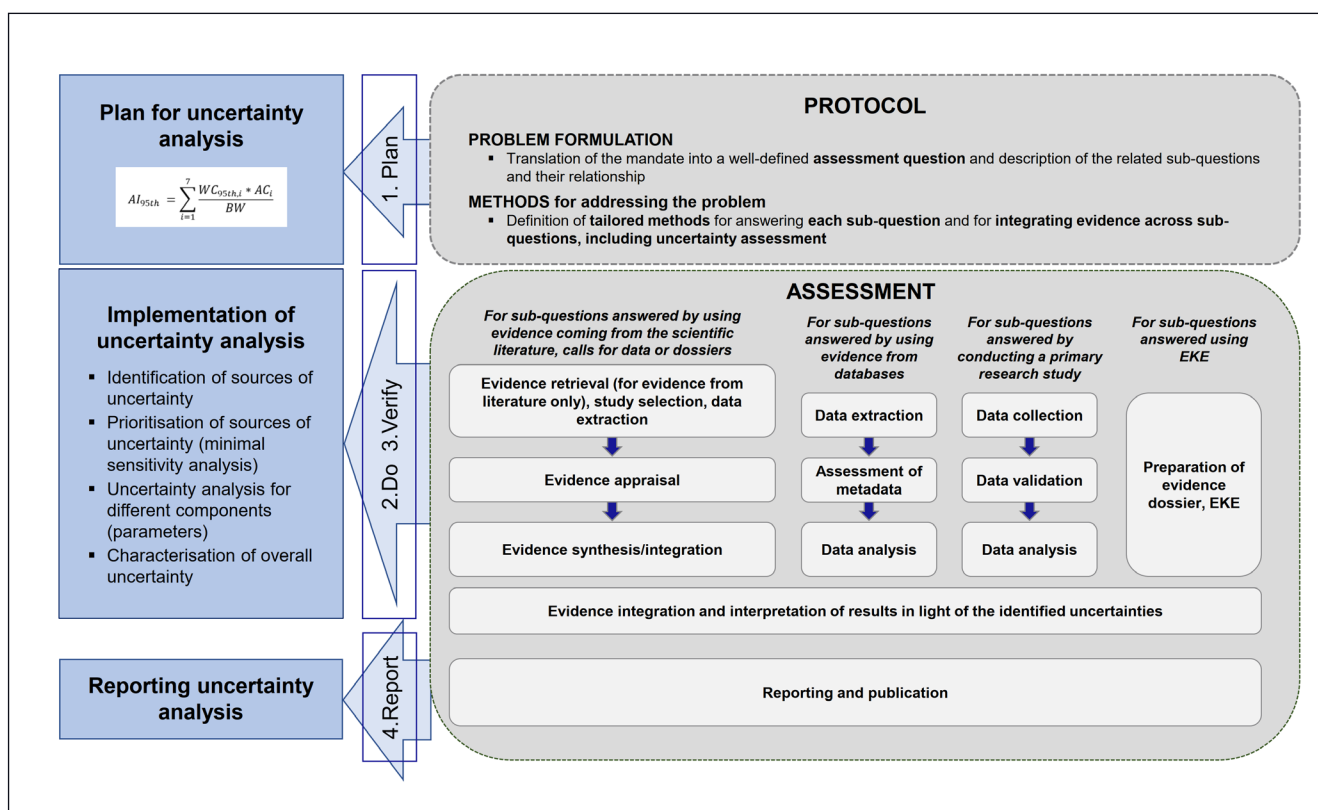 Plan for uncertainty
analysis
AI₉₅ₜₕ = ∑⁷ᵢ₌₁ WC₉₅ₜₕ,ᵢ * ACᵢ / BW
1. Plan
PROTOCOL
PROBLEM FORMULATION
▪ Translation of the mandate into a well-defined assessment question and description of the related sub-questions
and their relationship
METHODS for addressing the problem
▪ Definition of tailored methods for answering each sub-question and for integrating evidence across sub-
questions, including uncertainty assessment
Implementation of
uncertainty analysis
▪ Identification of sources of
uncertainty
▪ Prioritisation of sources of
uncertainty (minimal
sensitivity analysis)
▪ Uncertainty analysis for
different components
(parameters)
▪ Characterisation of overall
uncertainty
2.Do 3.Verify
ASSESSMENT
For sub-questions answered by using
evidence coming from the scientific
literature, calls for data or dossiers
Evidence retrieval (for evidence from
literature only), study selection, data
extraction
Evidence appraisal
Evidence synthesis/integration
For sub-questions
answered by using
evidence from
databases
Data extraction
Assessment of
metadata
Data analysis
For sub-questions
answered by
conducting a primary
research study
Data collection
Data validation
Data analysis
For sub-questions
answered using
EKE
Preparation of
evidence
dossier, EKE
Evidence integration and interpretation of results in light of the identified uncertainties
Reporting uncertainty
analysis
4.Report
Reporting and publication